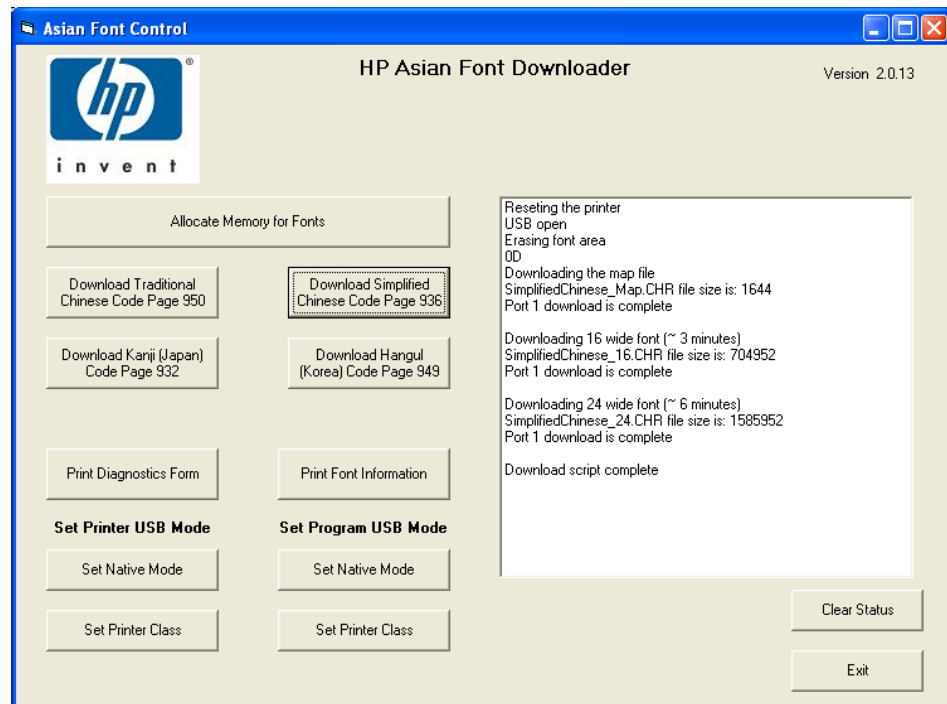 Asian Font Control
hp
®
invent
HP Asian Font Downloader
Version 2.0.13
Allocate Memory for Fonts
Download Traditional
Chinese Code Page 950
Download Simplified
Chinese Code Page 936
Download Kanji (Japan)
Code Page 932
Download Hangul
(Korea) Code Page 949
Print Diagnostics Form
Print Font Information
Set Printer USB Mode
Set Program USB Mode
Set Native Mode
Set Native Mode
Set Printer Class
Set Printer Class
Reseting the printer
USB open
Erasing font area
0D
Downloading the map file
SimplifiedChinese_Map.CHR file size is: 1644
Port 1 download is complete
Downloading 16 wide font (~ 3 minutes)
SimplifiedChinese_16.CHR file size is: 704952
Port 1 download is complete
Downloading 24 wide font (~ 6 minutes)
SimplifiedChinese_24.CHR file size is: 1585952
Port 1 download is complete
Download script complete
Clear Status
Exit